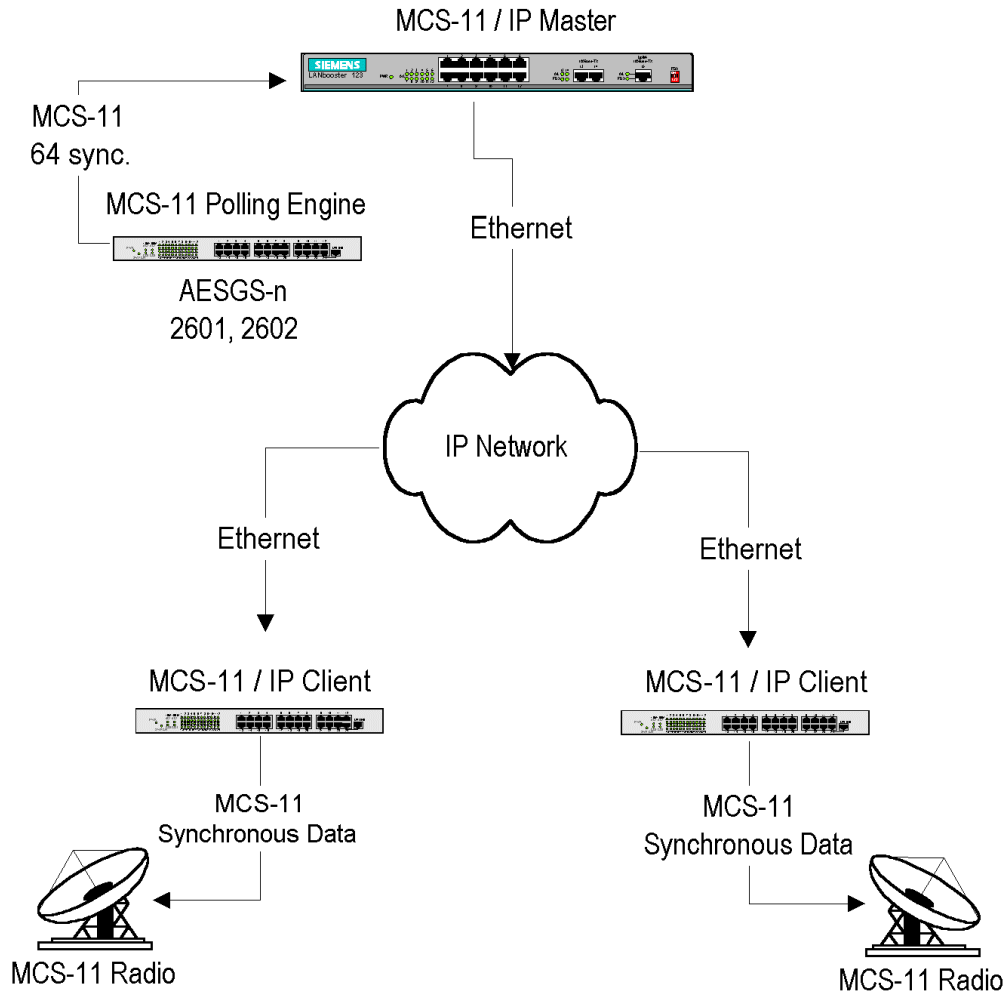 MCS-11 / IP Master
SIEMENS
LANbooster 123
MCS-11
64 sync.
MCS-11 Polling Engine
AESGS-n
2601, 2602
Ethernet
IP Network
Ethernet
Ethernet
MCS-11 / IP Client
MCS-11 / IP Client
MCS-11
Synchronous Data
MCS-11
Synchronous Data
MCS-11 Radio
MCS-11 Radio